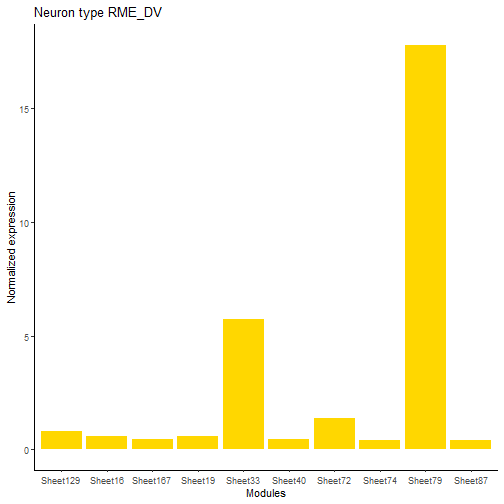 Neuron type RME_DV
Normalized expression
15
10
5
0
Sheet129 Sheet16 Sheet167 Sheet19 Sheet33 Sheet40 Sheet72 Sheet74 Sheet79 Sheet87
Modules